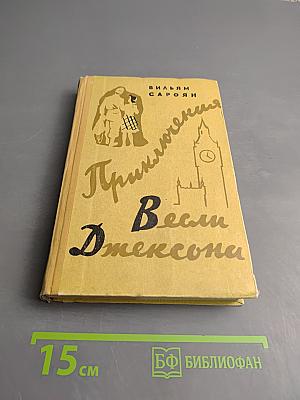 ВИЛЬЯМ
САРОЯН
Приключения
Весли
Джексона
15 см
БФ БИБЛИОФАН